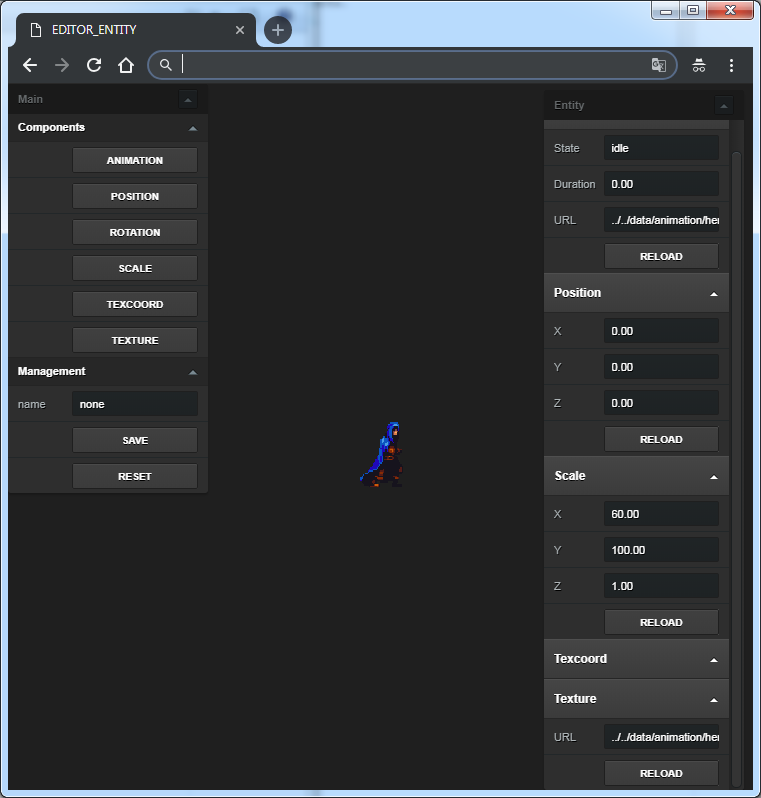 EDITOR_ENTITY
Main
Components
ANIMATION
POSITION
ROTATION
SCALE
TEXCOORD
TEXTURE
Management
name none
SAVE
RESET
Entity
State idle
Duration 0.00
URL ../../data/animation/her
RELOAD
Position
X 0.00
Y 0.00
Z 0.00
RELOAD
Scale
X 60.00
Y 100.00
Z 1.00
RELOAD
Texcoord
Texture
URL ../../data/animation/her
RELOAD